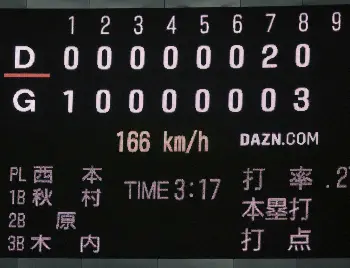 1 2 3 4 5 6 7 8 9
D 0 0 0 0 0 0 2 0
G 1 0 0 0 0 0 0 3
166 km/h DAZN.COM
PL 西本 TIME 3:17 打率.2
1B 秋村 本塁打
2B 原 打点
3B 木内